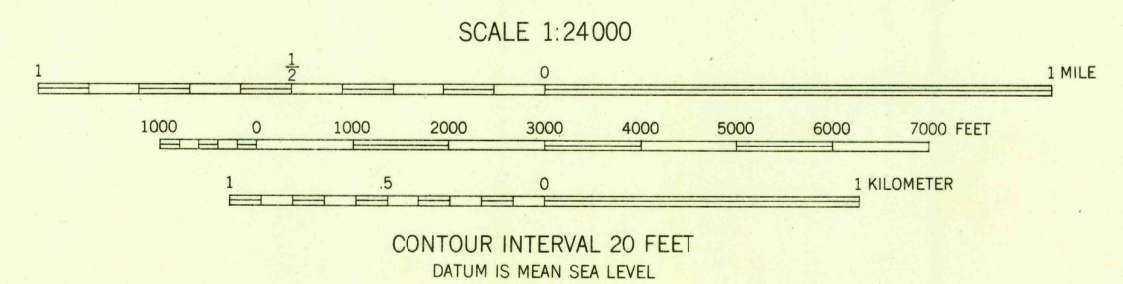 SCALE 1:24000
1 1/2 0 1 MILE
1000 0 1000 2000 3000 4000 5000 6000 7000 FEET
1 .5 0 1 KILOMETER
CONTOUR INTERVAL 20 FEET
DATUM IS MEAN SEA LEVEL